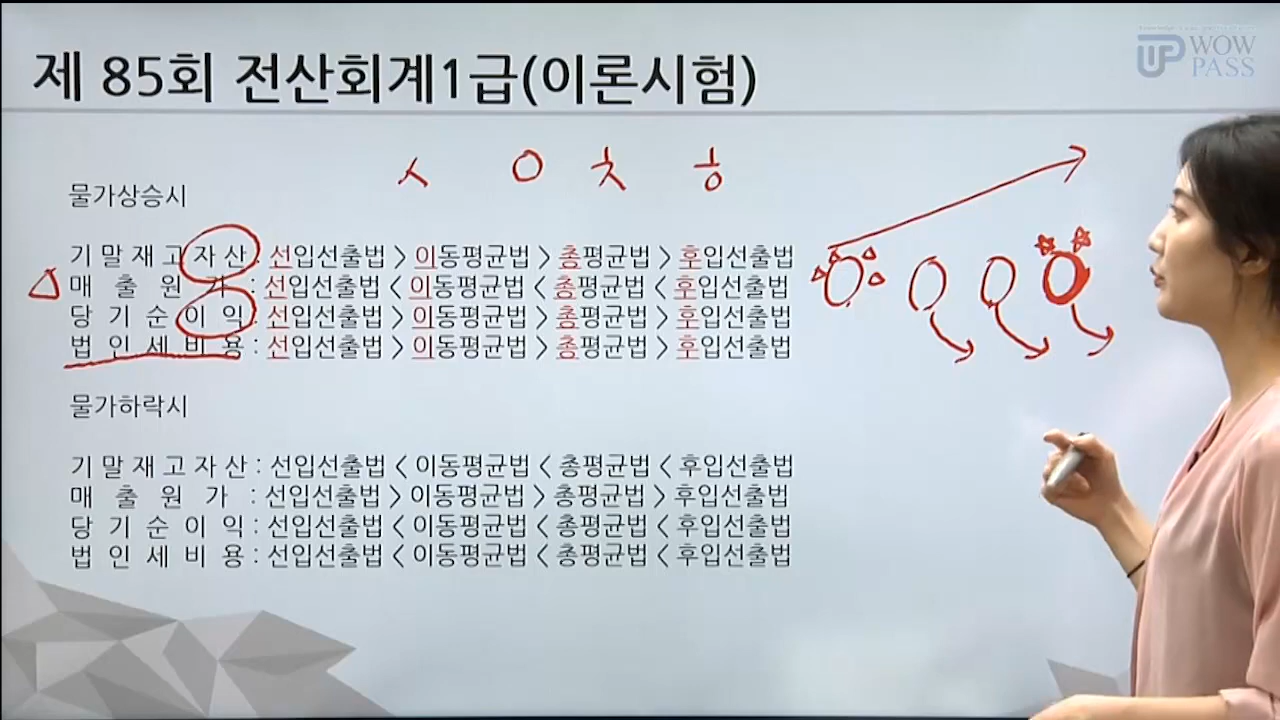 제 85회 전산회계1급(이론시험)
UP WOW PASS
ㅅ ㅇ ㅊ ㅎ
물가상승시
기말재고자산 : 선입선출법 > 이동평균법 > 총평균법 > 후입선출법
매출원가 : 선입선출법 < 이동평균법 < 총평균법 < 후입선출법
당기순이익 : 선입선출법 > 이동평균법 > 총평균법 > 후입선출법
법인세비용 : 선입선출법 > 이동평균법 > 총평균법 > 후입선출법
물가하락시
기말재고자산 : 선입선출법 < 이동평균법 < 총평균법 < 후입선출법
매출원가 : 선입선출법 > 이동평균법 > 총평균법 > 후입선출법
당기순이익 : 선입선출법 < 이동평균법 < 총평균법 < 후입선출법
법인세비용 : 선입선출법 < 이동평균법 < 총평균법 < 후입선출법